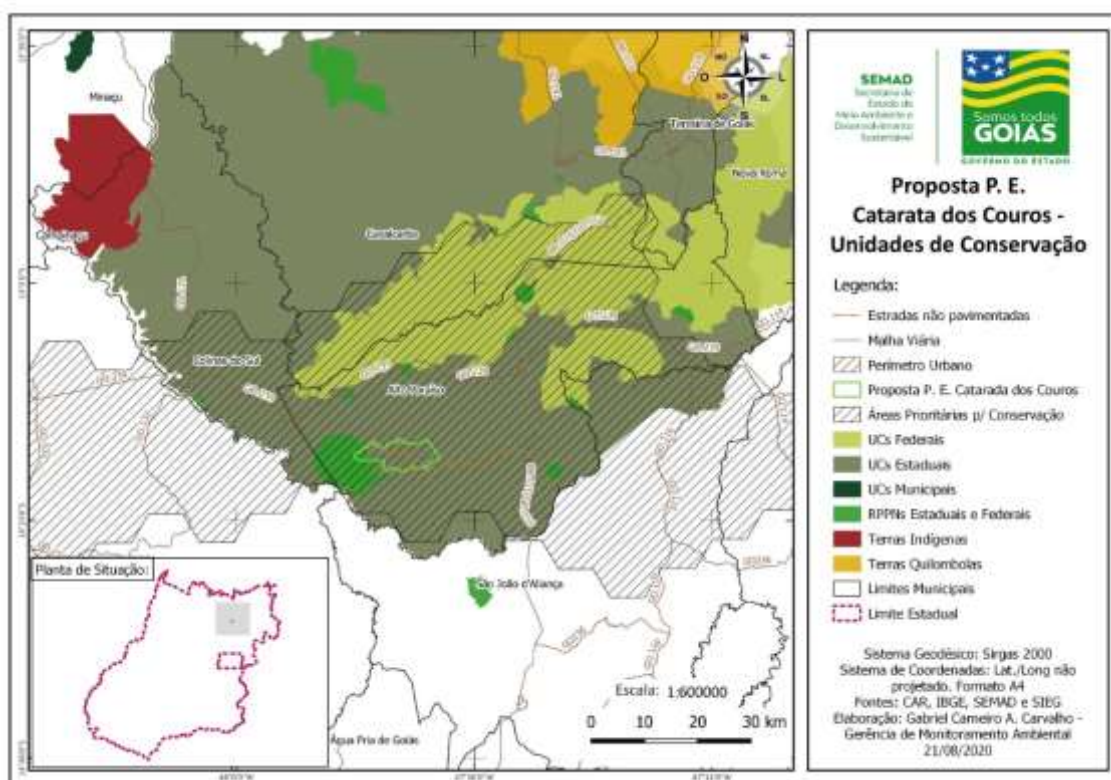 Minaçu
Teresina de Goiás
Nova Roma
Cavalcante
Colinas do Sul
Alto Paraíso
São João d'Aliança
Água Fria de Goiás
N
O
L
S
Planta de Situação:
Escala: 1:600000
0 10 20 30 km
SEMAD
Secretaria de
Estado de
Meio Ambiente e
Desenvolvimento
Sustentável
Somos todos
GOIÁS
GOVERNO DO ESTADO
Proposta P. E.
Catarata dos Couros -
Unidades de Conservação
Legenda:
Estradas não pavimentadas
Malha Viária
Perímetro Urbano
Proposta P. E. Catarada dos Couros
Áreas Prioritárias p/ Conservação
UCs Federais
UCs Estaduais
UCs Municipais
RPPNs Estaduais e Federais
Terras Indígenas
Terras Quilombolas
Limites Municipais
Limite Estadual
Sistema Geodésico: Sirgas 2000
Sistema de Coordenadas: Lat./Long não
projetado. Formato A4
Fontes: CAR, IBGE, SEMAD e SIEG
Elaboração: Gabriel Carneiro A. Carvalho -
Gerência de Monitoramento Ambiental
21/08/2020